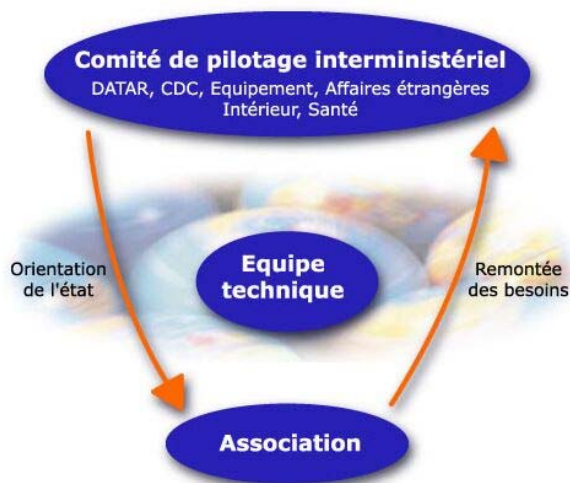 Comité de pilotage interministériel
DATAR, CDC, Equipement, Affaires étrangères
Intérieur, Santé
Orientation
de l'état
Equipe
technique
Remontée
des besoins
Association